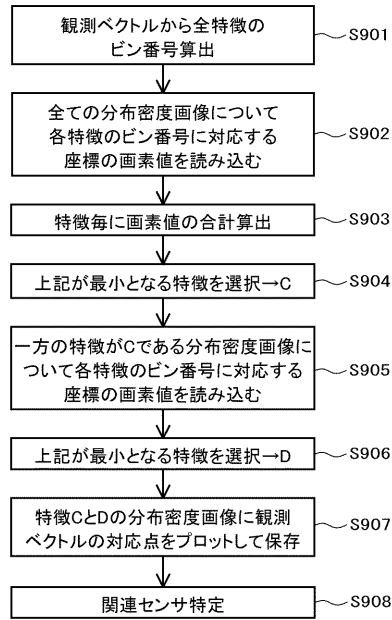 観測ベクトルから全特徴の
ビン番号算出
S901
全ての分布密度画像について
各特徴のビン番号に対応する
座標の画素値を読み込む
S902
特徴毎に画素値の合計算出
S903
上記が最小となる特徴を選択→C
S904
一方の特徴がCである分布密度画像に
ついて各特徴のビン番号に対応する
座標の画素値を読み込む
S905
上記が最小となる特徴を選択→D
S906
特徴CとDの分布密度画像に観測
ベクトルの対応点をプロットして保存
S907
関連センサ特定
S908